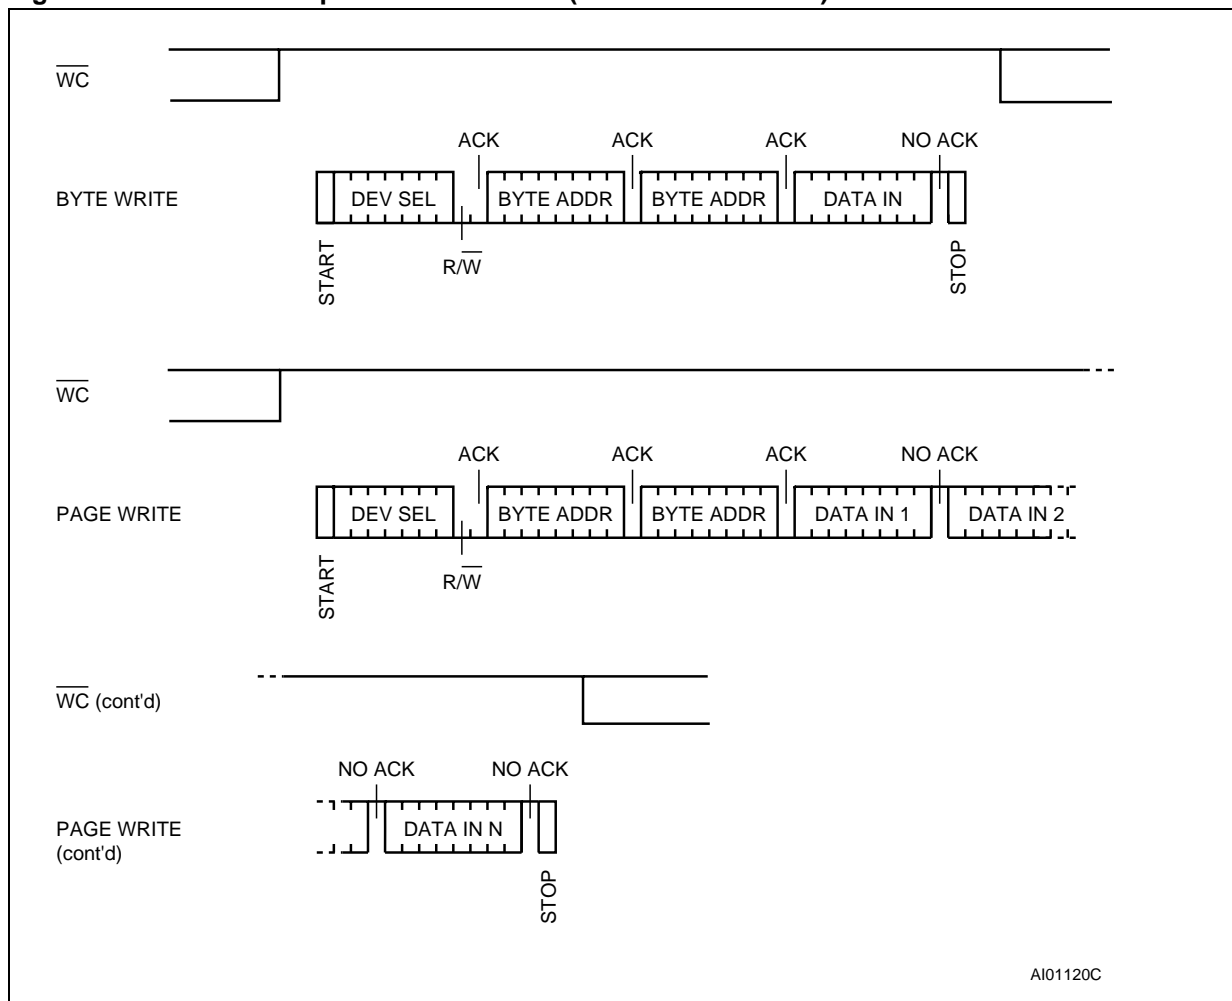 WC
ACK ACK ACK NO ACK
BYTE WRITE DEV SEL BYTE ADDR BYTE ADDR DATA IN
START R/W STOP
WC
ACK ACK ACK NO ACK
PAGE WRITE DEV SEL BYTE ADDR BYTE ADDR DATA IN 1 DATA IN 2
START R/W
WC (cont'd)
NO ACK NO ACK
PAGE WRITE DATA IN N
(cont'd)
STOP
AI01120C